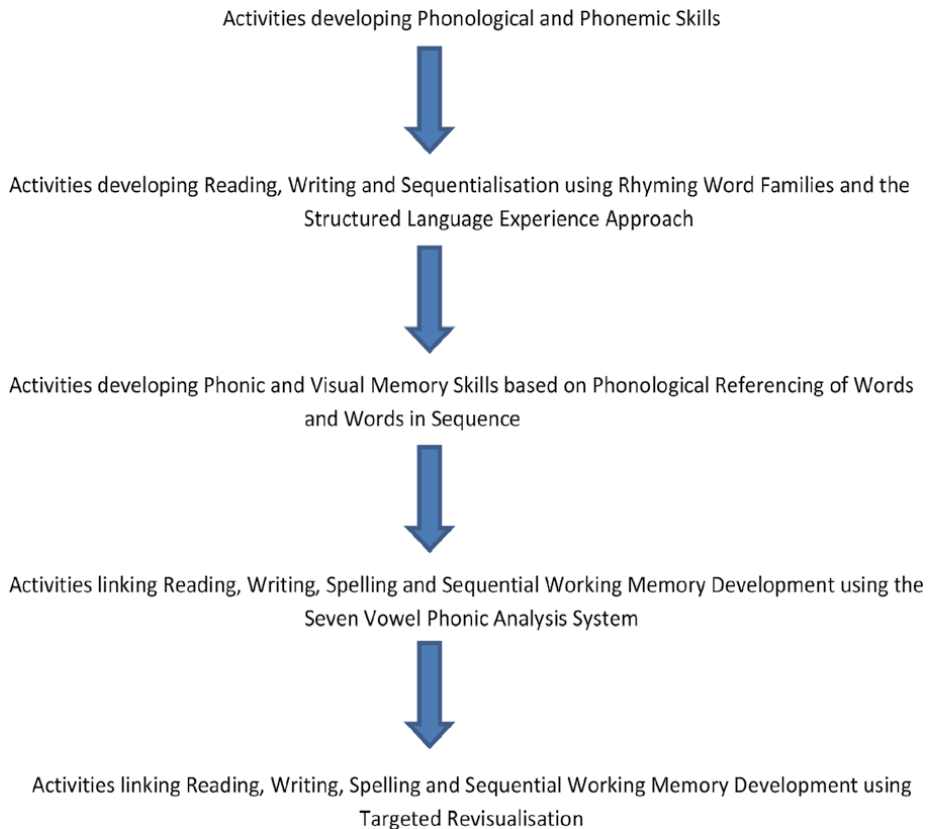 Activities developing Phonological and Phonemic Skills
Activities developing Reading, Writing and Sequentialisation using Rhyming Word Families and the
Structured Language Experience Approach
Activities developing Phonic and Visual Memory Skills based on Phonological Referencing of Words
and Words in Sequence
Activities linking Reading, Writing, Spelling and Sequential Working Memory Development using the
Seven Vowel Phonic Analysis System
Activities linking Reading, Writing, Spelling and Sequential Working Memory Development using
Targeted Revisualisation